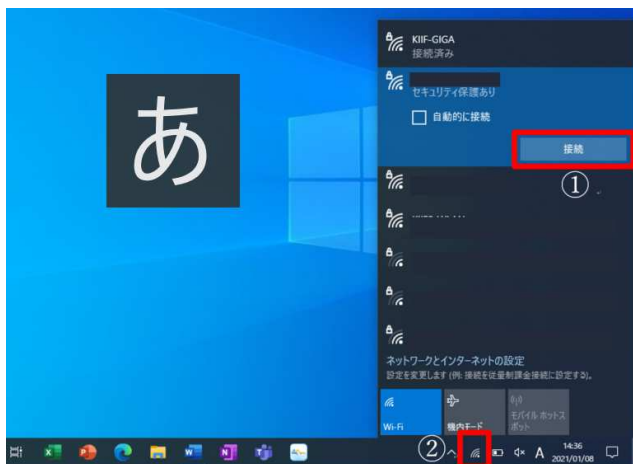 あ
KIIF-GIGA
接続済み
セキュリティ保護あり
自動的に接続
接続
①
ネットワークとインターネットの設定
設定を変更します (例: 接続を従量制課金接続に設定する)。
Wi-Fi
機内モード
モバイル ホットスポット
②
A
14:36
2021/01/08